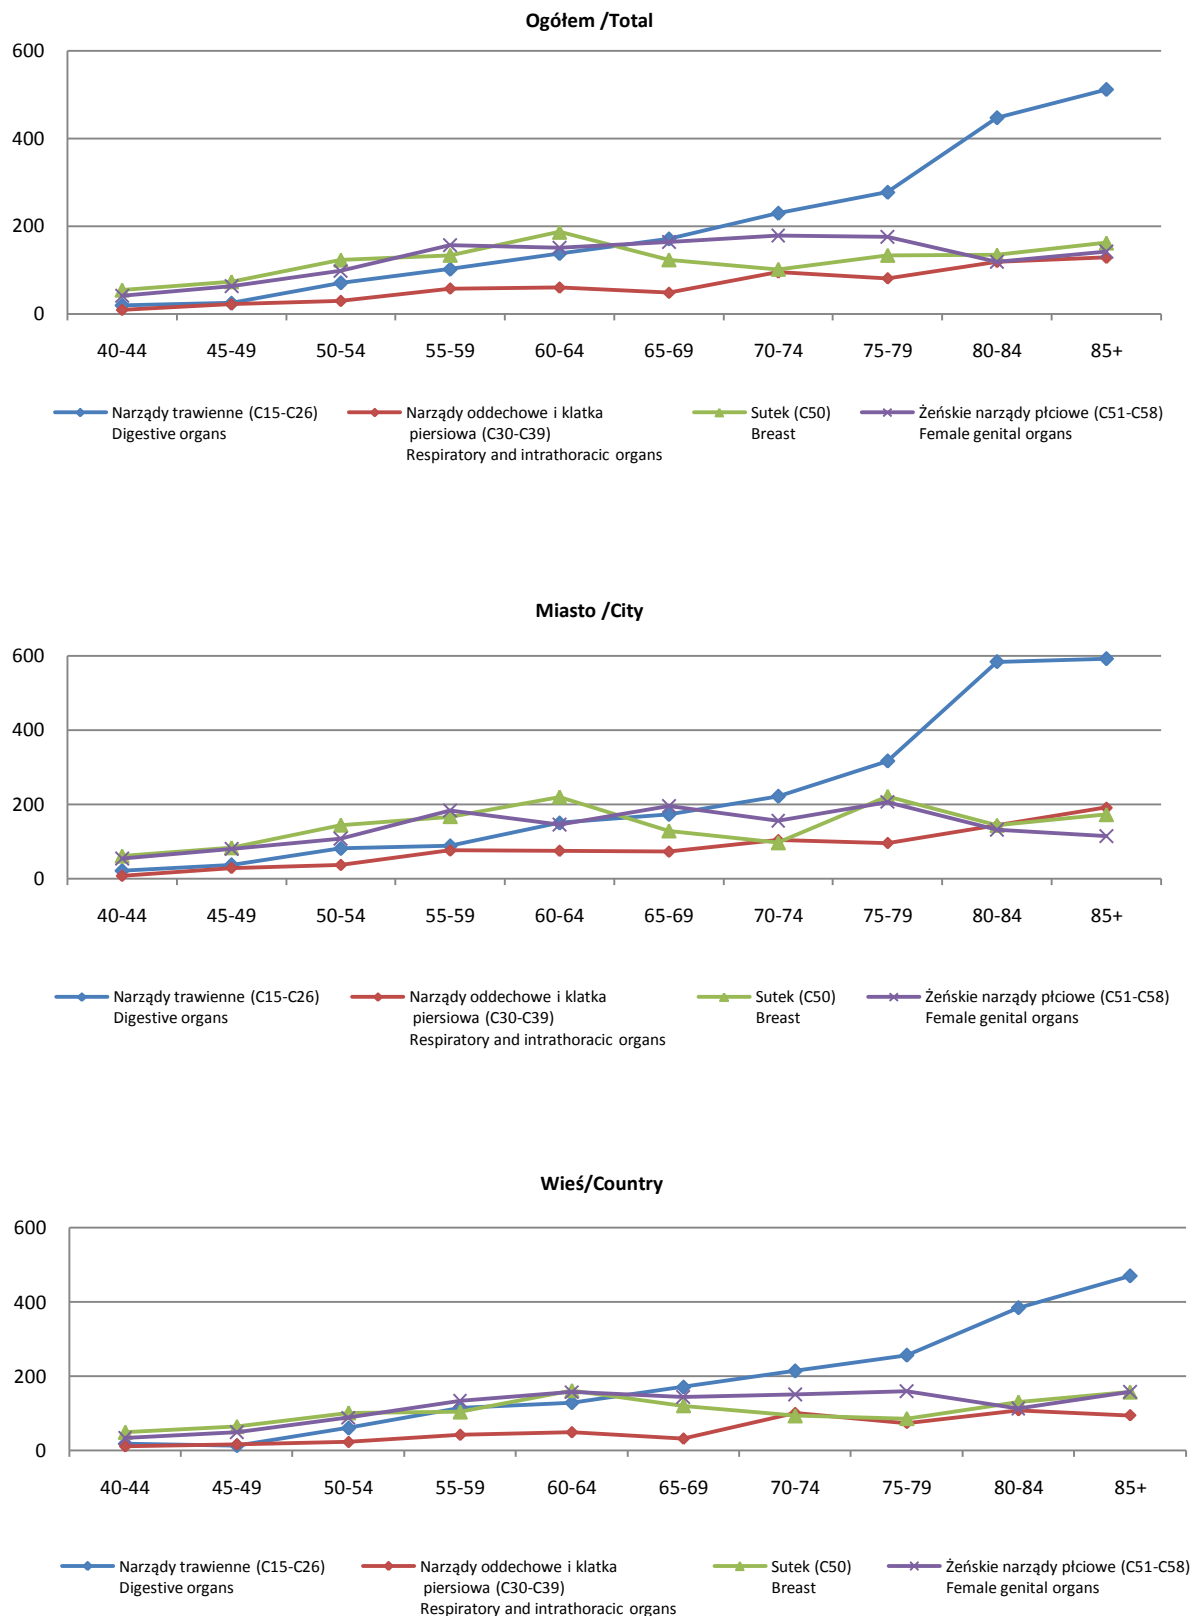 Ogółem /Total
600
400
200
0
40-44 45-49 50-54 55-59 60-64 65-69 70-74 75-79 80-84 85+
Narządy trawienne (C15-C26)
Digestive organs
Narządy oddechowe i klatka
piersiowa (C30-C39)
Respiratory and intrathoracic organs
Sutek (C50)
Breast
Żeńskie narządy płciowe (C51-C58)
Female genital organs
Miasto /City
600
400
200
0
40-44 45-49 50-54 55-59 60-64 65-69 70-74 75-79 80-84 85+
Narządy trawienne (C15-C26)
Digestive organs
Narządy oddechowe i klatka
piersiowa (C30-C39)
Respiratory and intrathoracic organs
Sutek (C50)
Breast
Żeńskie narządy płciowe (C51-C58)
Female genital organs
Wieś/Country
600
400
200
0
40-44 45-49 50-54 55-59 60-64 65-69 70-74 75-79 80-84 85+
Narządy trawienne (C15-C26)
Digestive organs
Narządy oddechowe i klatka
piersiowa (C30-C39)
Respiratory and intrathoracic organs
Sutek (C50)
Breast
Żeńskie narządy płciowe (C51-C58)
Female genital organs